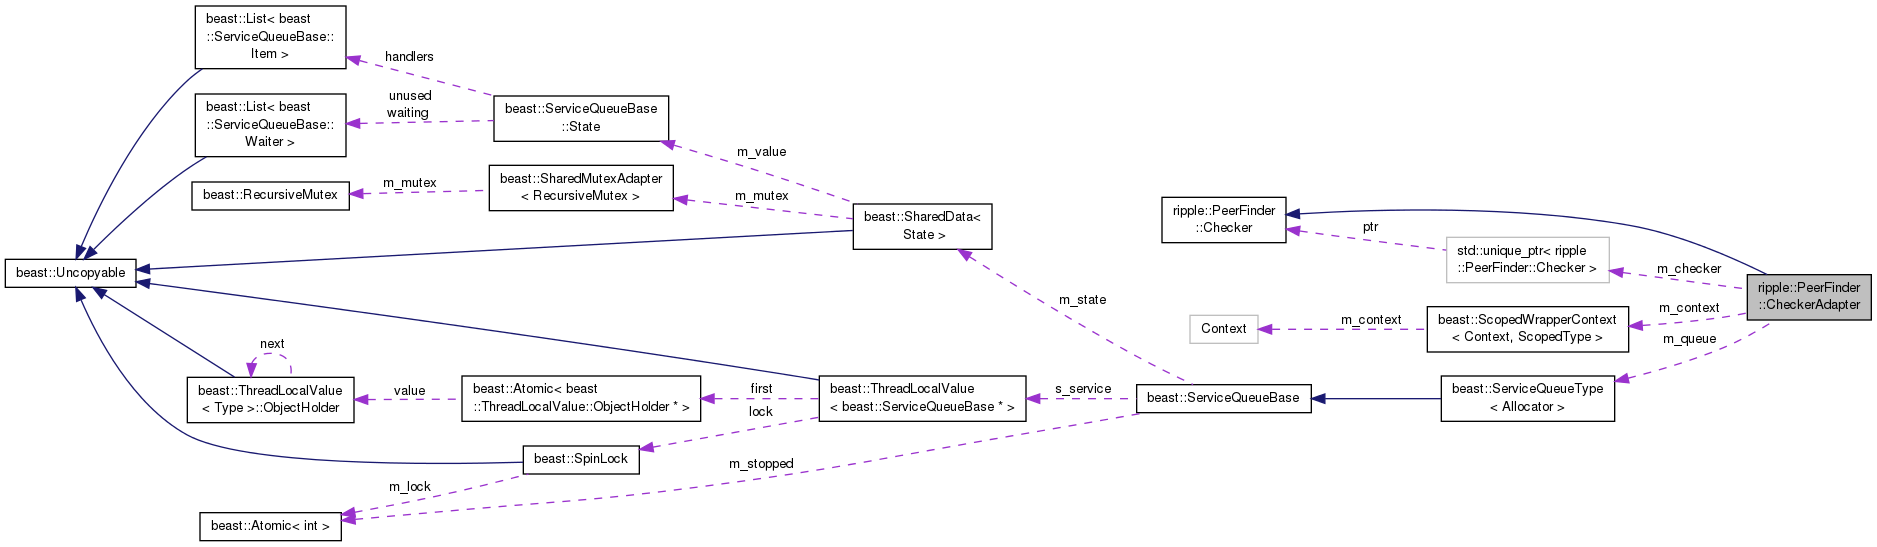 beast::List< beast
::ServiceQueueBase::
Item >
handlers
beast::List< beast
::ServiceQueueBase::
Waiter >
unused
waiting
beast::ServiceQueueBase
::State
m_value
beast::RecursiveMutex
m_mutex
beast::SharedMutexAdapter
< RecursiveMutex >
m_mutex
beast::SharedData<
State >
beast::Uncopyable
m_state
ripple::PeerFinder
::Checker
ptr
std::unique_ptr< ripple
::PeerFinder::Checker >
m_checker
ripple::PeerFinder
::CheckerAdapter
Context
m_context
beast::ScopedWrapperContext
< Context, ScopedType >
m_context
m_queue
next
beast::ThreadLocalValue
< Type >::ObjectHolder
value
beast::Atomic< beast
::ThreadLocalValue::ObjectHolder * >
first
lock
beast::ThreadLocalValue
< beast::ServiceQueueBase * >
s_service
beast::ServiceQueueBase
beast::ServiceQueueType
< Allocator >
beast::SpinLock
m_stopped
m_lock
beast::Atomic< int >